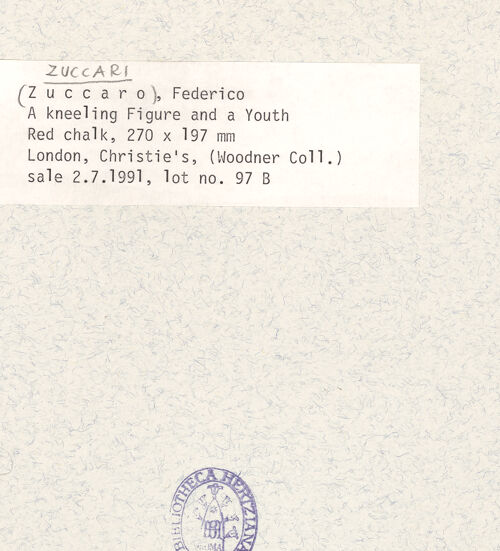 ZUCCARI
(Z u c c a r o), Federico
A kneeling Figure and a Youth
Red chalk, 270 x 197 mm
London, Christie's, (Woodner Coll.)
sale 2.7.1991, lot no. 97 B
BIBLIOTHECA HERTZIANA